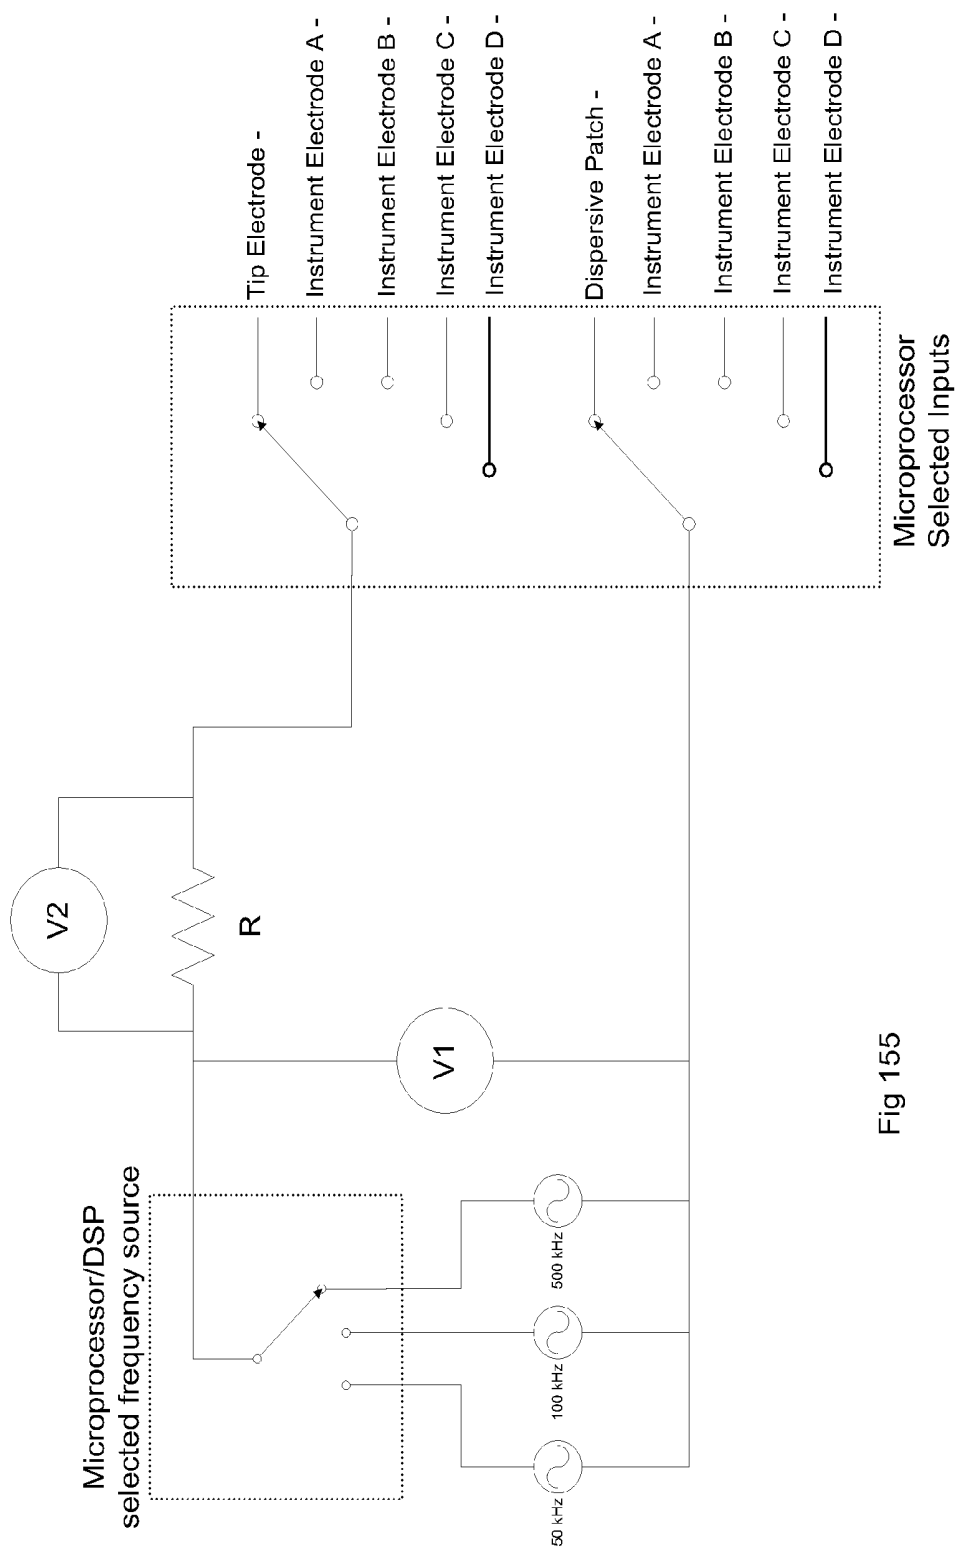 Microprocessor/DSP
selected frequency source
50 kHz
100 kHz
500 kHz
V1
V2
R
Tip Electrode -
Instrument Electrode A -
Instrument Electrode B -
Instrument Electrode C -
Instrument Electrode D -
Dispersive Patch -
Instrument Electrode A -
Instrument Electrode B -
Instrument Electrode C -
Instrument Electrode D -
Microprocessor
Selected Inputs
Fig 155